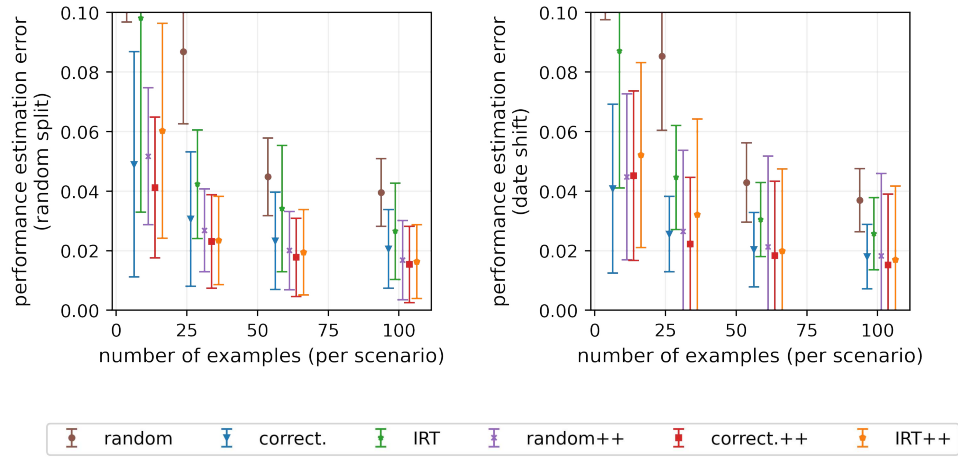 performance estimation error
(random split)
0.10
0.08
0.06
0.04
0.02
0.00
0 25 50 75 100
number of examples (per scenario)
performance estimation error
(date shift)
0.10
0.08
0.06
0.04
0.02
0.00
0 25 50 75 100
number of examples (per scenario)
random correct. IRT random++ correct.++ IRT++